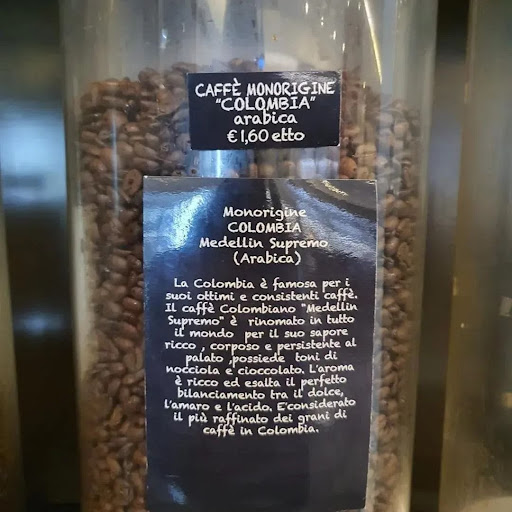 CAFFÈ MONORIGINE
"COLOMBIA"
arabica
€1,60 etto
Monorigine
COLOMBIA
Medellin Supremo
(Arabica)
La Colombia è famosa per i
suoi ottimi e consistenti caffè.
Il caffè Colombiano "Medellin
Supremo" è rinomato in tutto
il mondo per il suo sapore
ricco , corposo e persistente al
palato ,possiede toni di
nocciola e cioccolato. L'aroma
è ricco ed esalta il perfetto
bilanciamento tra il dolce,
l'amaro e l'acido. E'considerato
il più raffinato dei grani di
caffè in Colombia.